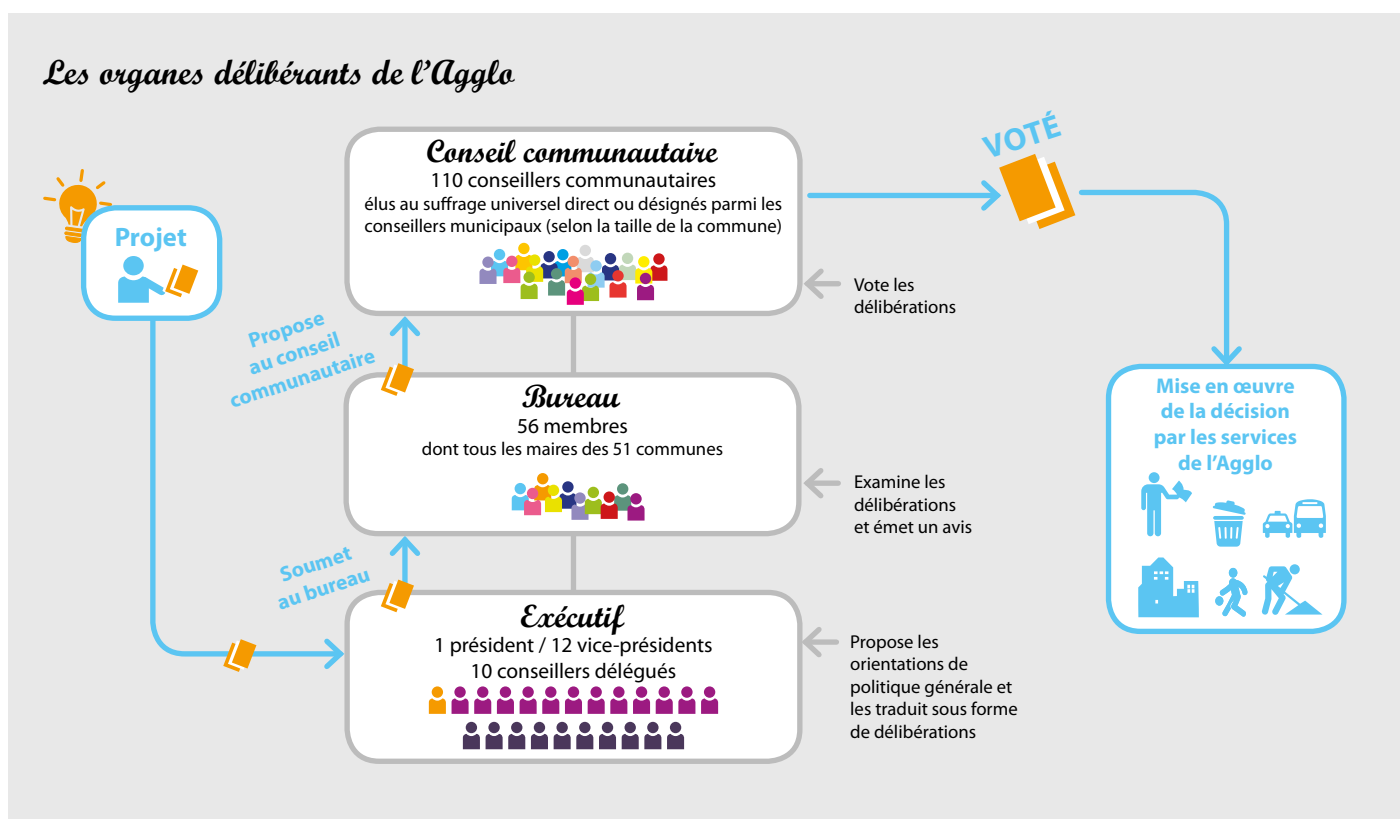 Les organes délibérants de l'Agglo
Projet
Conseil communautaire
110 conseillers communautaires
élus au suffrage universel direct ou désignés parmi les
conseillers municipaux (selon la taille de la commune)
VOTÉ
Vote les
délibérations
Propose
au conseil
communautaire
Bureau
56 membres
dont tous les maires des 51 communes
Examine les
délibérations
et émet un avis
Mise en œuvre
de la décision
par les services
de l'Agglo
Soumet
au bureau
Exécutif
1 président / 12 vice-présidents
10 conseillers délégués
Propose les
orientations de
politique générale et
les traduit sous forme
de délibérations